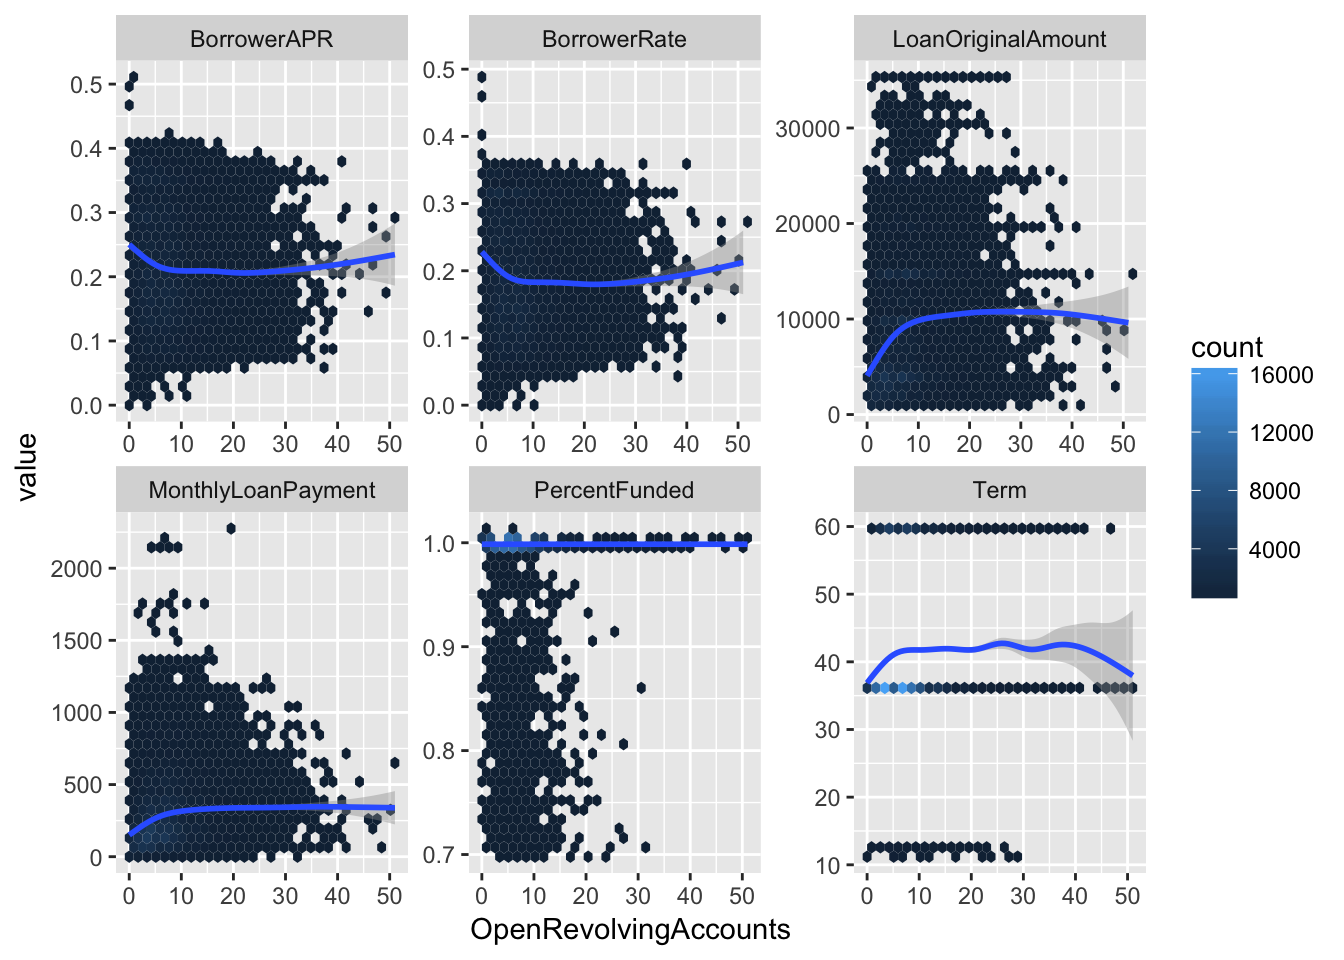 BorrowerAPR
BorrowerRate
LoanOriginalAmount
0.5
0.4
0.3
0.2
0.1
0.0
0.5
0.4
0.3
0.2
0.1
0.0
30000
20000
10000
0
0 10 20 30 40 50
0 10 20 30 40 50
0 10 20 30 40 50
value
MonthlyLoanPayment
PercentFunded
Term
2000
1500
1000
500
0
1.0
0.9
0.8
0.7
60
50
40
30
20
10
0 10 20 30 40 50
0 10 20 30 40 50
0 10 20 30 40 50
OpenRevolvingAccounts
count
16000
12000
8000
4000